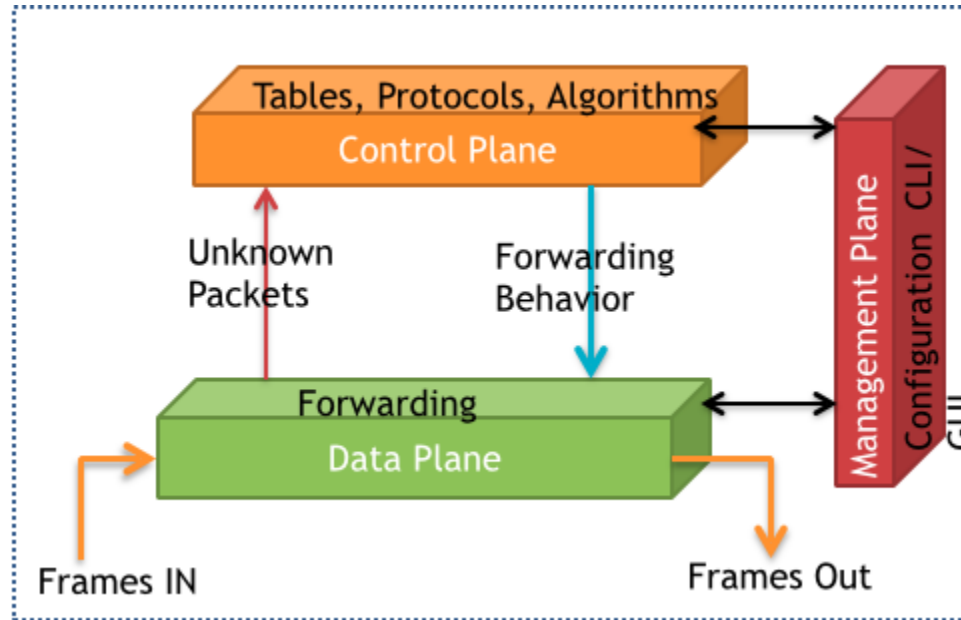 Tables, Protocols, Algorithms
Control Plane
Unknown
Packets
Forwarding
Behavior
Management Plane
Configuration CLI/
GUI
Forwarding
Data Plane
Frames IN
Frames Out